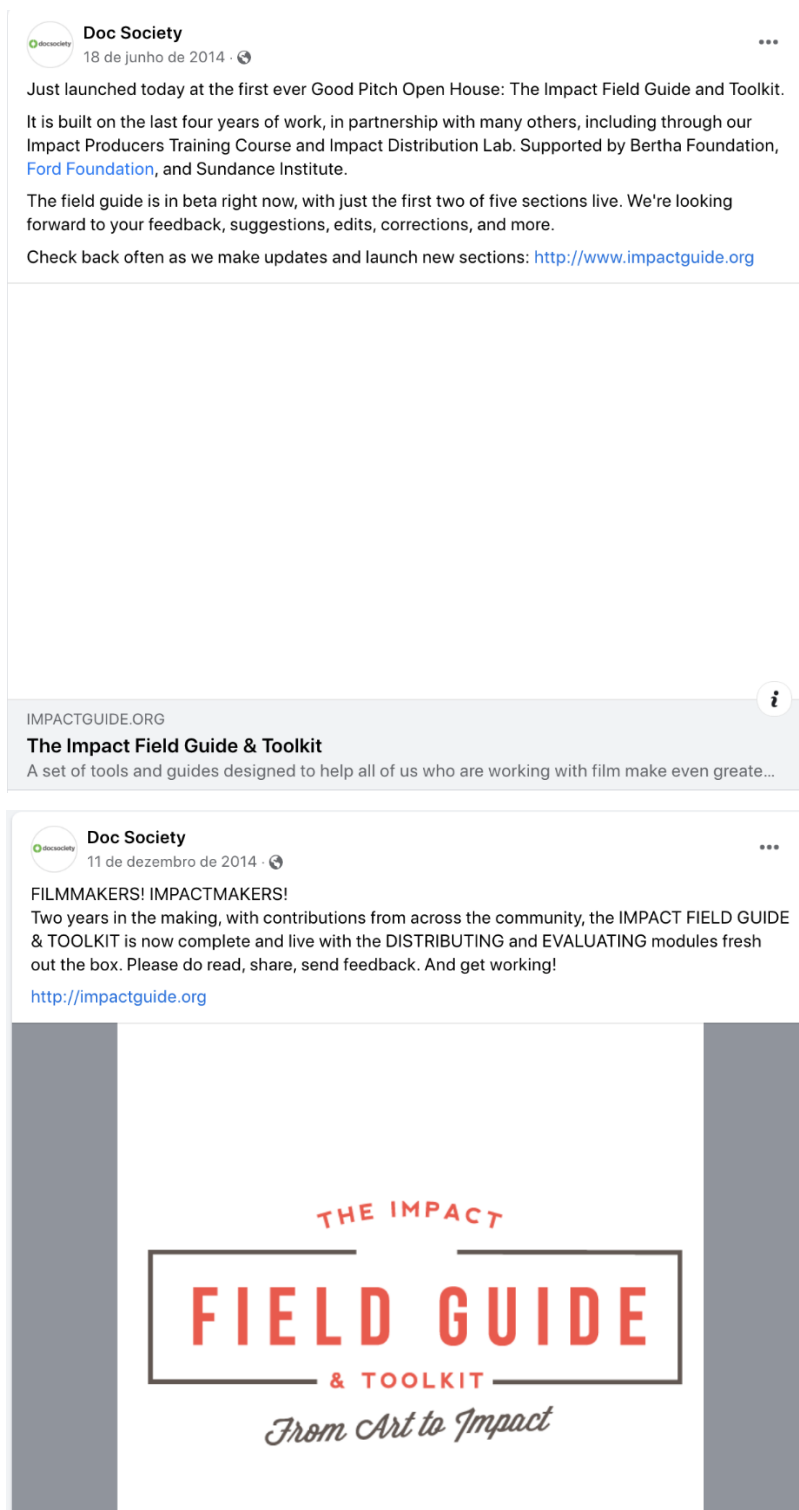 docsociety
Doc Society
18 de junho de 2014 ·
Just launched today at the first ever Good Pitch Open House: The Impact Field Guide and Toolkit.
It is built on the last four years of work, in partnership with many others, including through our
Impact Producers Training Course and Impact Distribution Lab. Supported by Bertha Foundation,
Ford Foundation, and Sundance Institute.
The field guide is in beta right now, with just the first two of five sections live. We're looking
forward to your feedback, suggestions, edits, corrections, and more.
Check back often as we make updates and launch new sections: http://www.impactguide.org
IMPACTGUIDE.ORG
The Impact Field Guide & Toolkit
A set of tools and guides designed to help all of us who are working with film make even greate...
docsociety
Doc Society
11 de dezembro de 2014 ·
FILMMAKERS! IMPACTMAKERS!
Two years in the making, with contributions from across the community, the IMPACT FIELD GUIDE
& TOOLKIT is now complete and live with the DISTRIBUTING and EVALUATING modules fresh
out the box. Please do read, share, send feedback. And get working!
http://impactguide.org
THE IMPACT
FIELD GUIDE
& TOOLKIT
From Art to Impact